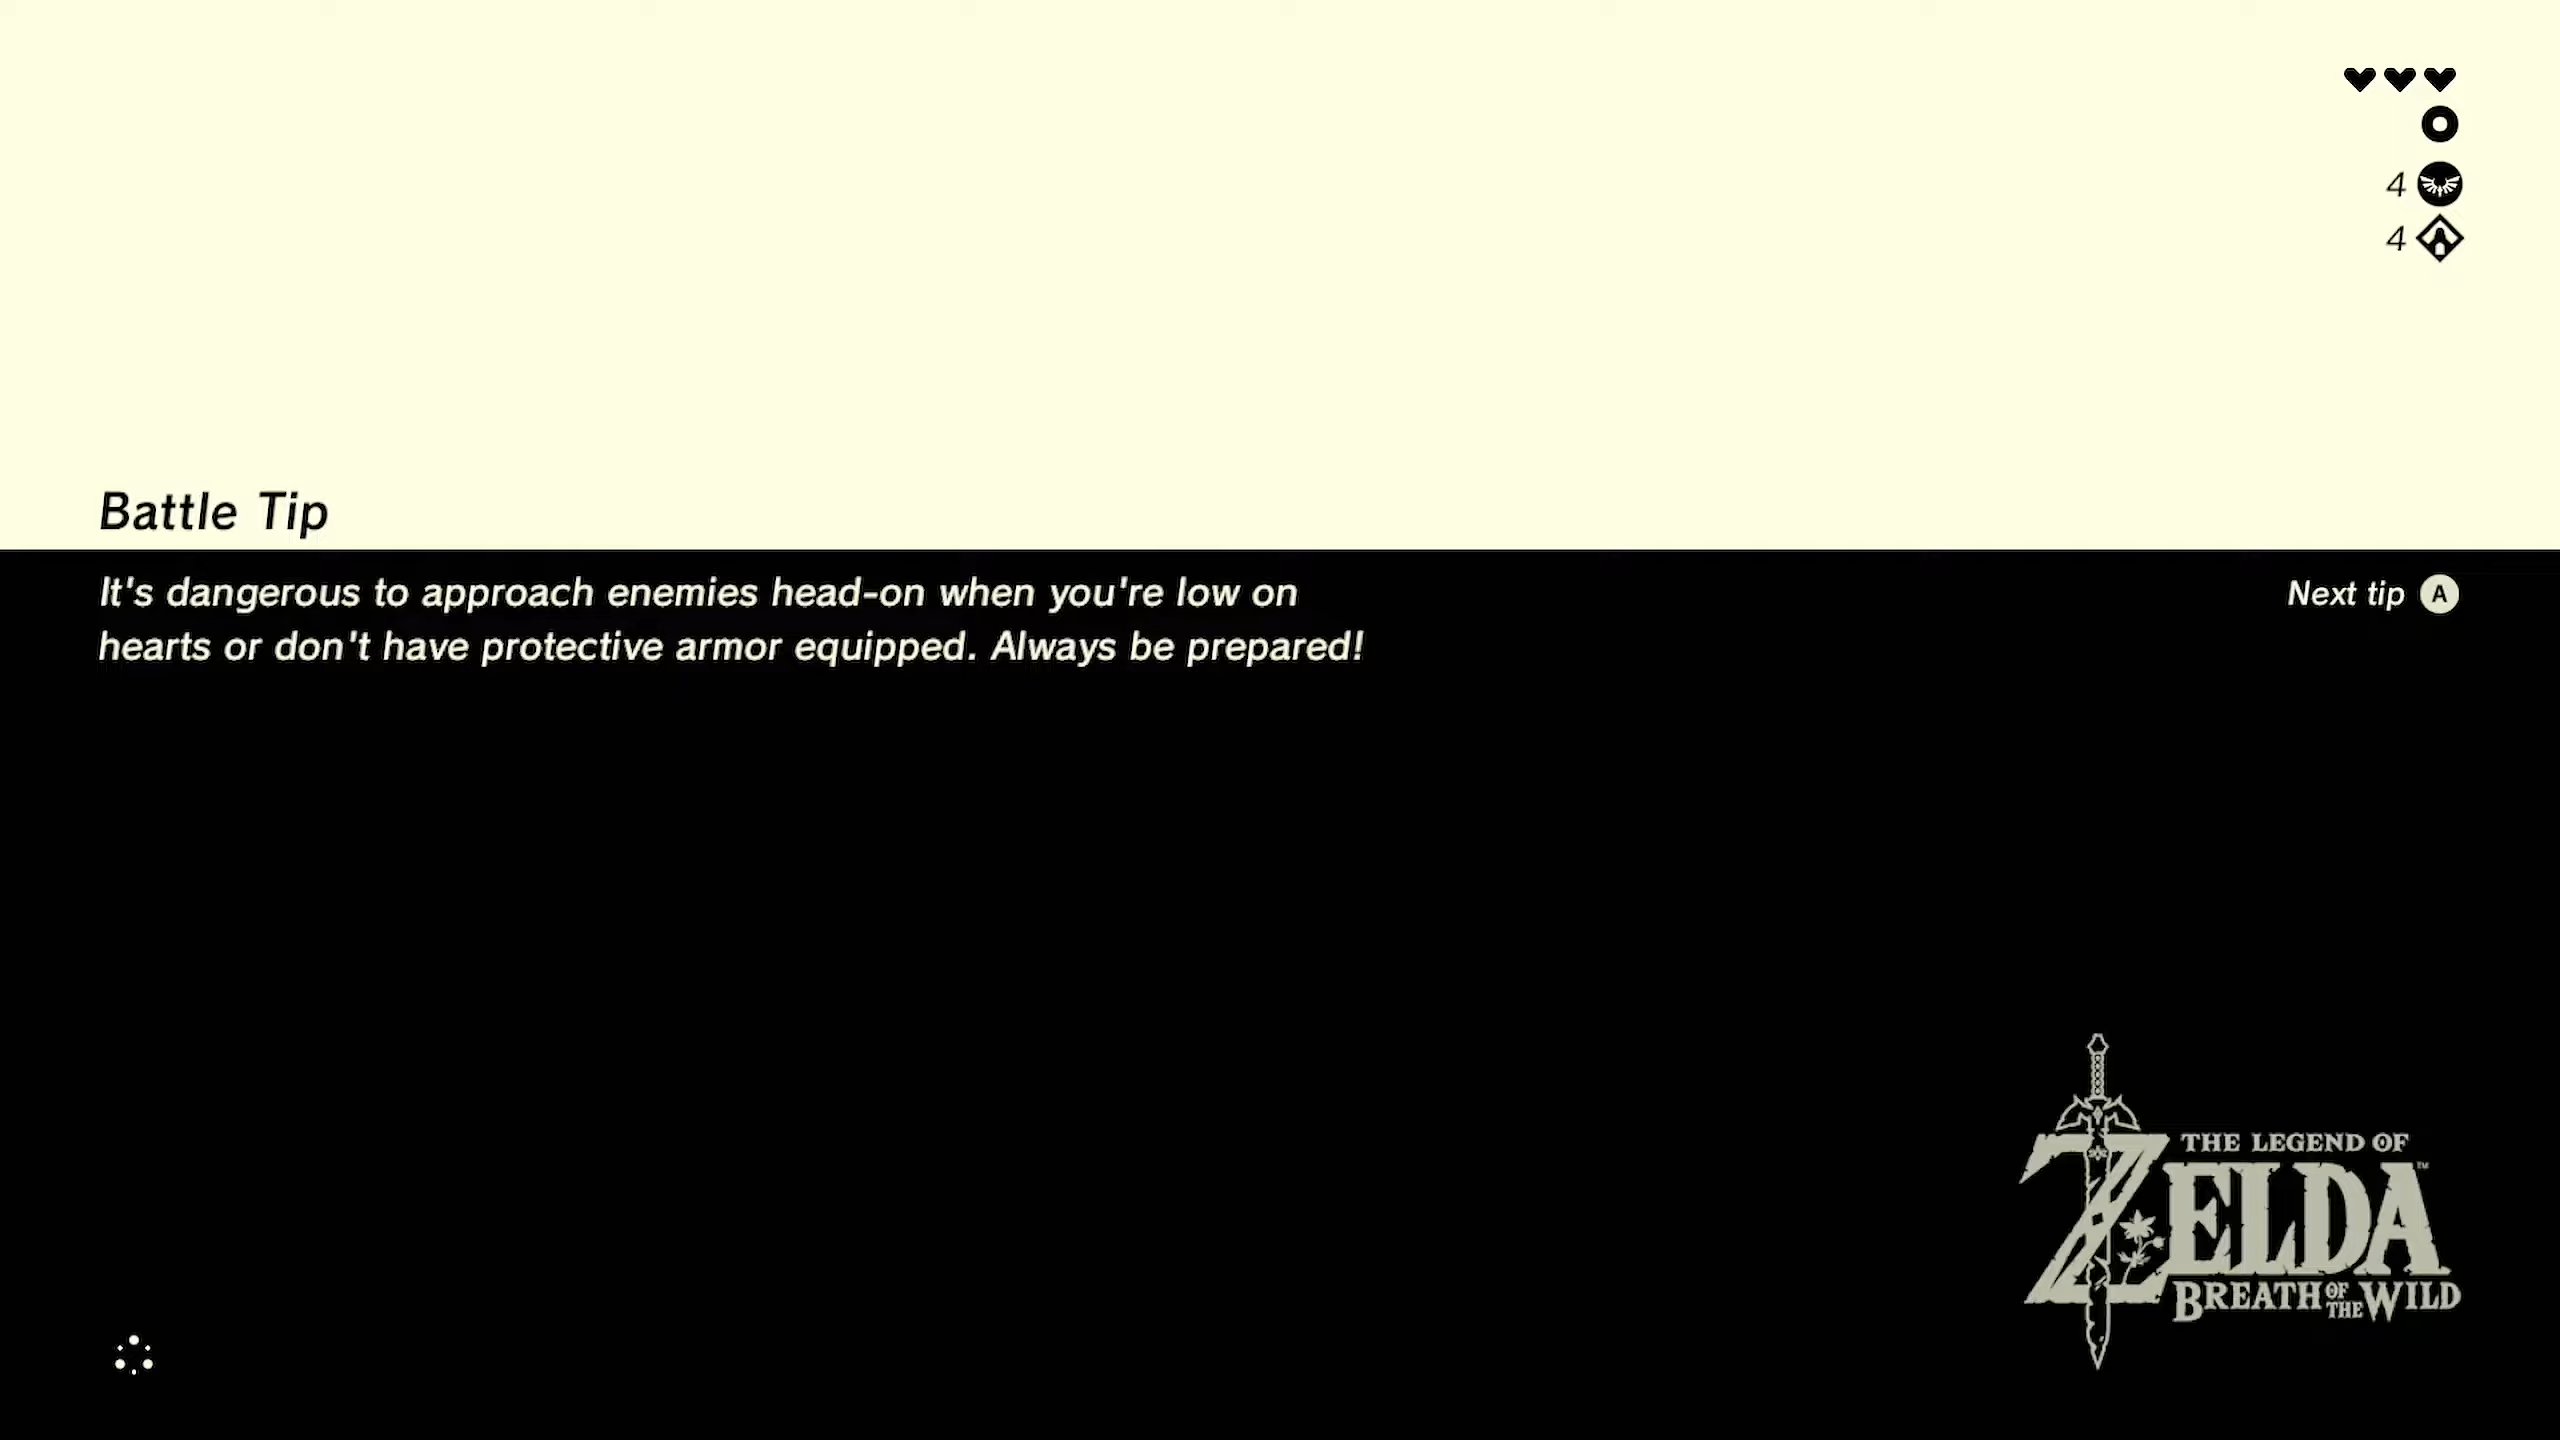 4
4
Battle Tip
It's dangerous to approach enemies head-on when you're low on
hearts or don't have protective armor equipped. Always be prepared!
Next tip A
THE LEGEND OF
ZELDA™
BREATH OF THE WILD